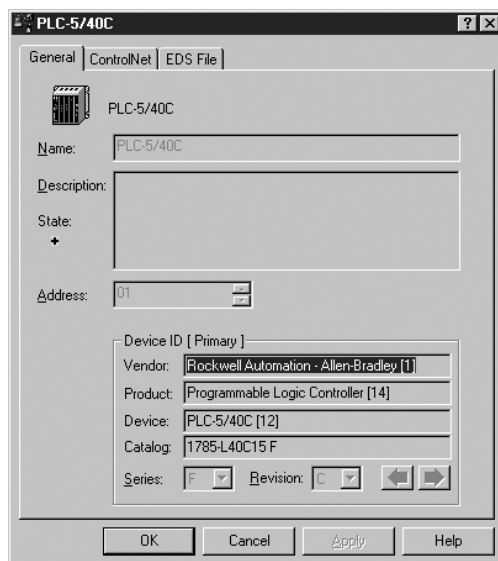 PLC-5/40C
? X
General ControlNet EDS File
PLC-5/40C
Name: PLC-5/40C
Description:
State:
Address: 01
Device ID [ Primary ]
Vendor: Rockwell Automation - Allen-Bradley [1]
Product: Programmable Logic Controller [14]
Device: PLC-5/40C [12]
Catalog: 1785-L40C15 F
Series: F Revision: C
OK Cancel Apply Help